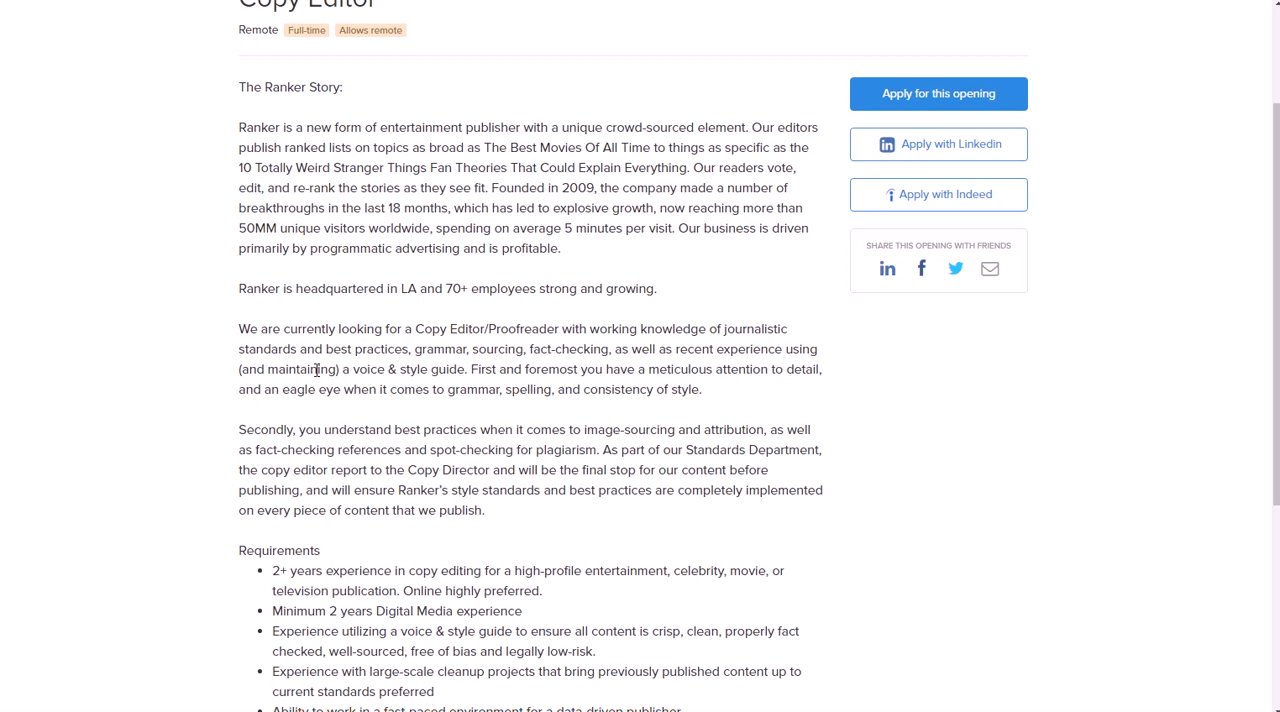 Copy Editor
Remote Full-time Allows remote
The Ranker Story:
Apply for this opening
Ranker is a new form of entertainment publisher with a unique crowd-sourced element. Our editors
publish ranked lists on topics as broad as The Best Movies Of All Time to things as specific as the
10 Totally Weird Stranger Things Fan Theories That Could Explain Everything. Our readers vote,
edit, and re-rank the stories as they see fit. Founded in 2009, the company made a number of
breakthroughs in the last 18 months, which has led to explosive growth, now reaching more than
50MM unique visitors worldwide, spending on average 5 minutes per visit. Our business is driven
primarily by programmatic advertising and is profitable.
Apply with Linkedin
Apply with Indeed
SHARE THIS OPENING WITH FRIENDS
Ranker is headquartered in LA and 70+ employees strong and growing.
We are currently looking for a Copy Editor/Proofreader with working knowledge of journalistic
standards and best practices, grammar, sourcing, fact-checking, as well as recent experience using
(and maintaining) a voice & style guide. First and foremost you have a meticulous attention to detail,
and an eagle eye when it comes to grammar, spelling, and consistency of style.
Secondly, you understand best practices when it comes to image-sourcing and attribution, as well
as fact-checking references and spot-checking for plagiarism. As part of our Standards Department,
the copy editor report to the Copy Director and will be the final stop for our content before
publishing, and will ensure Ranker's style standards and best practices are completely implemented
on every piece of content that we publish.
Requirements
• 2+ years experience in copy editing for a high-profile entertainment, celebrity, movie, or
television publication. Online highly preferred.
• Minimum 2 years Digital Media experience
• Experience utilizing a voice & style guide to ensure all content is crisp, clean, properly fact
checked, well-sourced, free of bias and legally low-risk.
• Experience with large-scale cleanup projects that bring previously published content up to
current standards preferred
• Ability to work in a fast-paced environment for a data-driven publisher